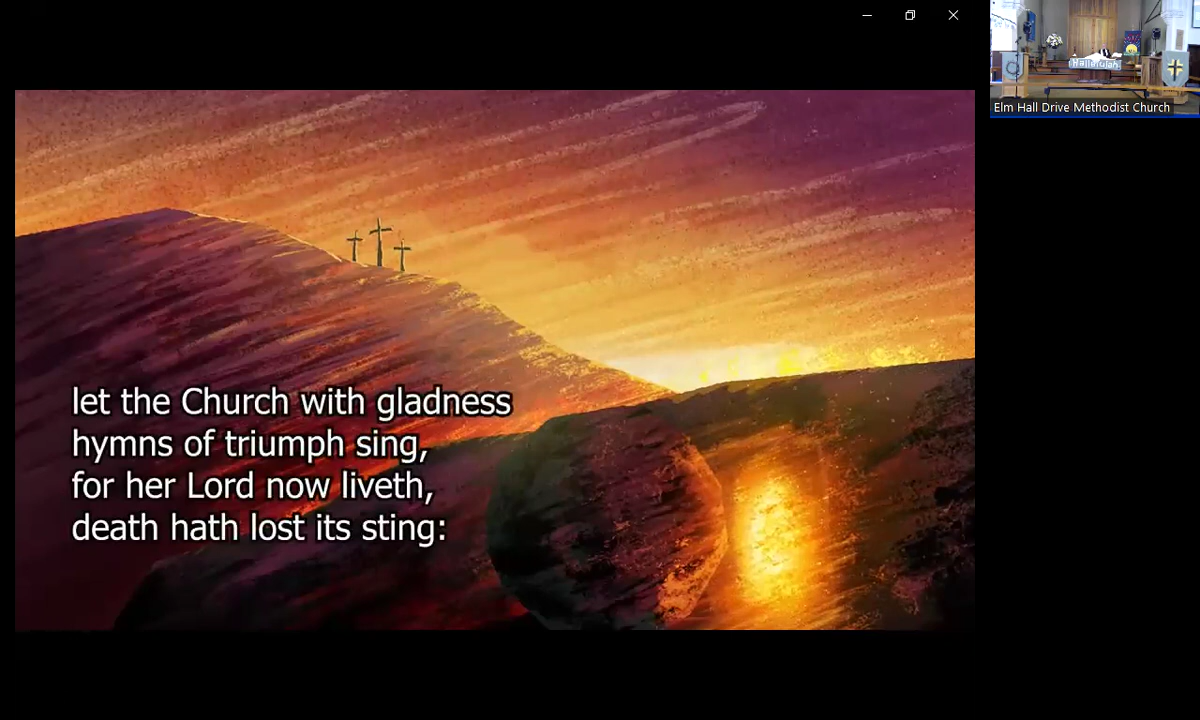 let the Church with gladness
hymns of triumph sing,
for her Lord now liveth,
death hath lost its sting:
Hallelujah
Elm Hall Drive Methodist Church